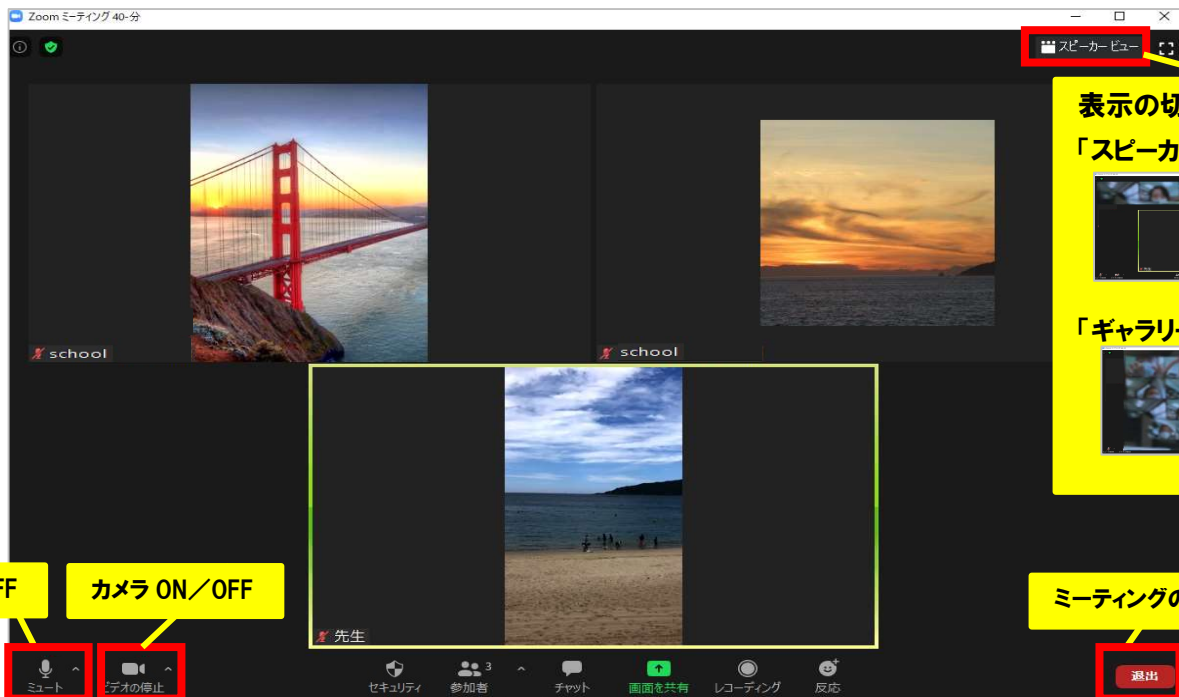 Zoom ミーティング 40-分
スピーカー ビュー
表示の切
「スピーカ
「ギャラリー
school
school
先生
FF
カメラ ON/OFF
ミーティングの
ミュート
ビデオの停止
セキュリティ
参加者
3
チャット
画面を共有
レコーディング
反応
退出